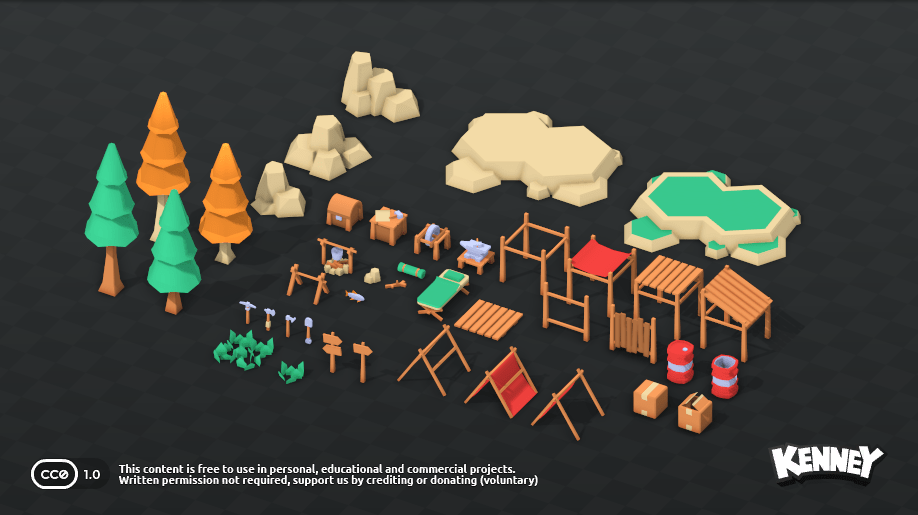 CC0 1.0
This content is free to use in personal, educational and commercial projects.
Written permission not required, support us by crediting or donating (voluntary)
KENNEY